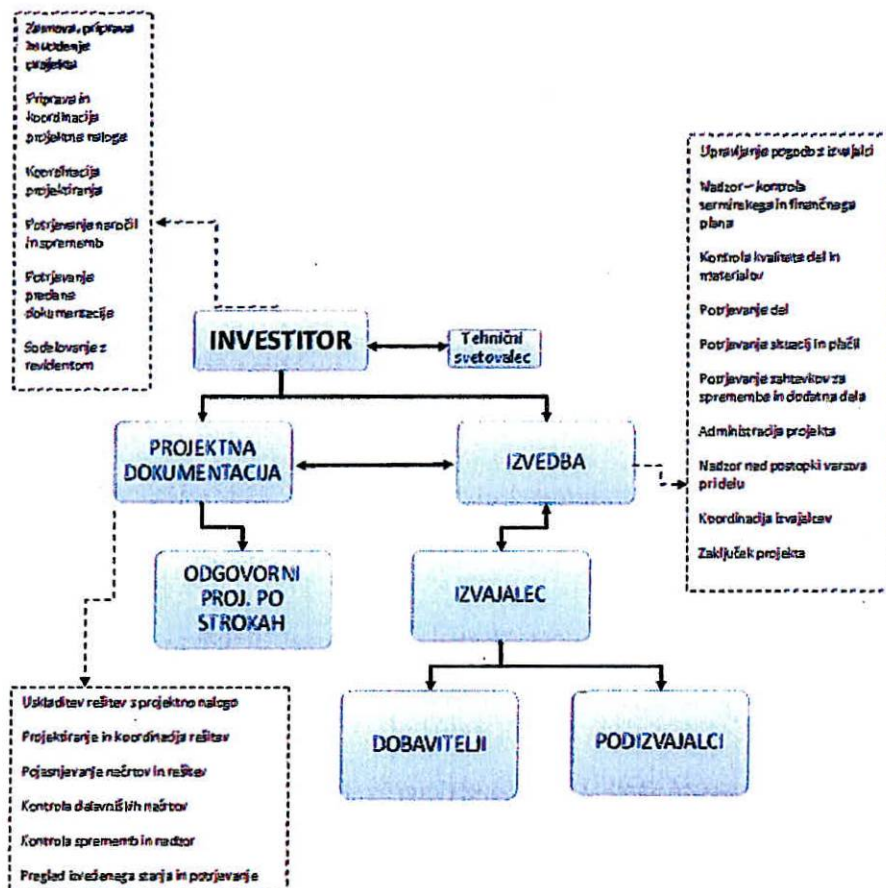 Zasnova, priprava
in vodenje
projekta
Priprava in
koordinacija
projektne naloge
Koordinacija
projektiranja
Potrjevanje naročil
in sprememb
Potrjevanje
predane
dokumentacije
Sodelovanje z
revidentom
INVESTITOR
Tehnični
svetovalec
PROJEKTNA
DOKUMENTACIJA
IZVEDBA
ODGOVORNI
PROJ. PO
STROKAH
IZVAJALEC
DOBAVITELJI
PODIZVAJALCI
Upravljanje pogodb z izvajalci
Nadzor – kontrola
terminskega in finančnega
plana
Kontrola kvalitete del in
materialov
Potrjevanje del
Potrjevanje situacij in plačil
Potrjevanje zahtevkov za
spremembe in dodatna dela
Administracija projekta
Nadzor nad postopki varstva
pri delu
Koordinacija izvajalcev
Zaključek projekta
Uskladitev rešitev s projektno nalogo
Projektiranje in koordinacija rešitev
Pojasnjevanje načrtov in rešitev
Kontrola delavniških načrtov
Kontrola sprememb in nadzor
Pregled izvedenega stanja in potrjevanje